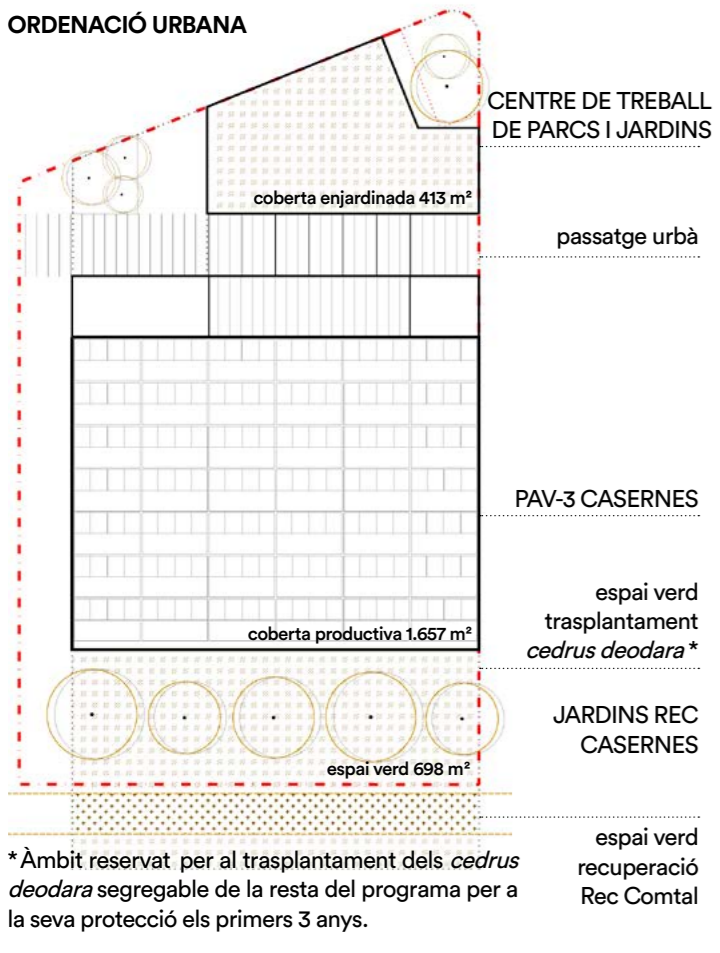 ORDENACIÓ URBANA
CENTRE DE TREBALL
DE PARCS I JARDINS
coberta enjardinada 413 m²
passatge urbà
PAV-3 CASERNES
espai verd
trasplantament
cedrus deodara *
coberta productiva 1.657 m²
JARDINS REC
CASERNES
espai verd 698 m²
espai verd
recuperació
Rec Comtal
* Àmbit reservat per al trasplantament dels cedrus
deodara segregable de la resta del programa per a
la seva protecció els primers 3 anys.